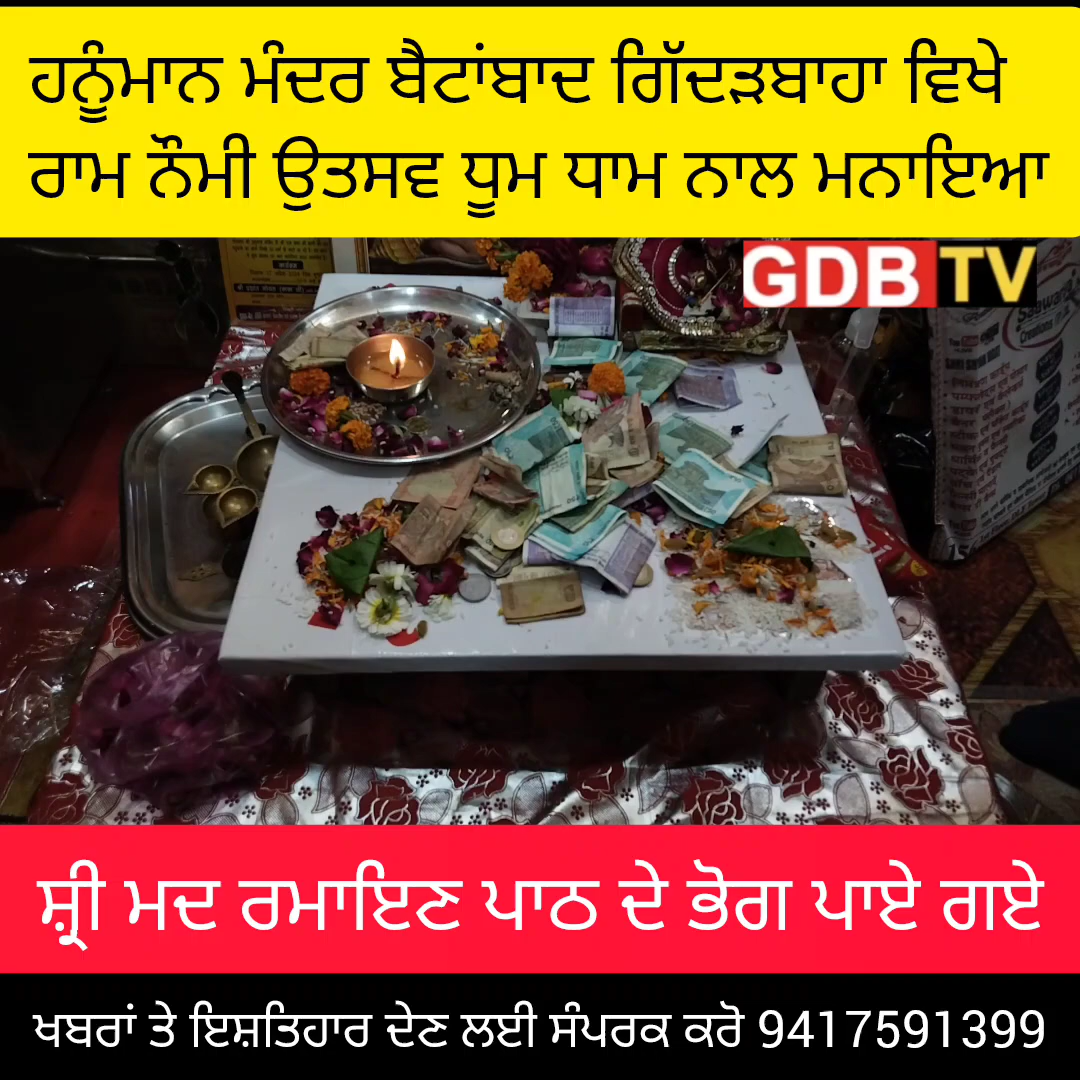 ਹਨੂੰਮਾਨ ਮੰਦਰ ਬੈਟਾਂਬਾਦ ਗਿੱਦੜਬਾਹਾ ਵਿਖੇ
ਰਾਮ ਨੌਮੀ ਉਤਸਵ ਧੂਮ ਧਾਮ ਨਾਲ ਮਨਾਇਆ
GDB TV
ਸ਼੍ਰੀ ਮਦ ਰਮਾਇਣ ਪਾਠ ਦੇ ਭੋਗ ਪਾਏ ਗਏ
ਖਬਰਾਂ ਤੇ ਇਸ਼ਤਿਹਾਰ ਦੇਣ ਲਈ ਸੰਪਰਕ ਕਰੋ 9417591399